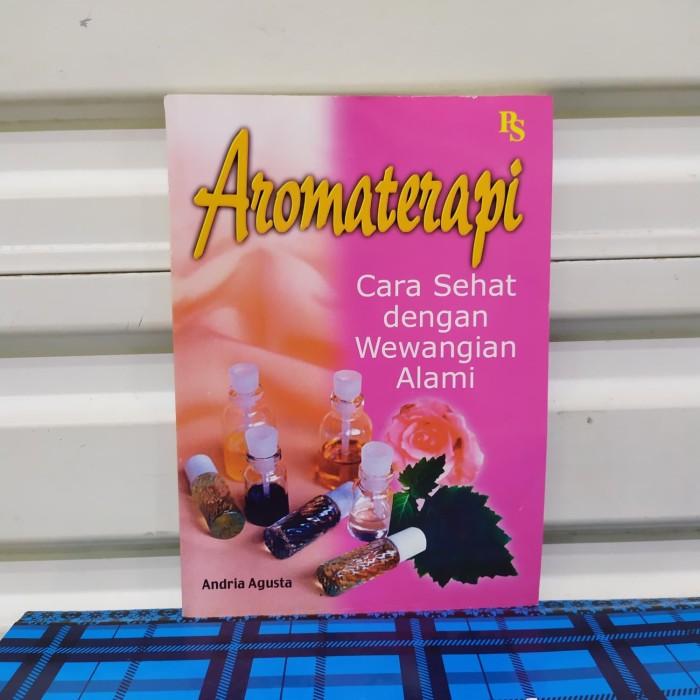 PS
Aromaterapi
Cara Sehat
dengan
Wewangian
Alami
Andria Agusta